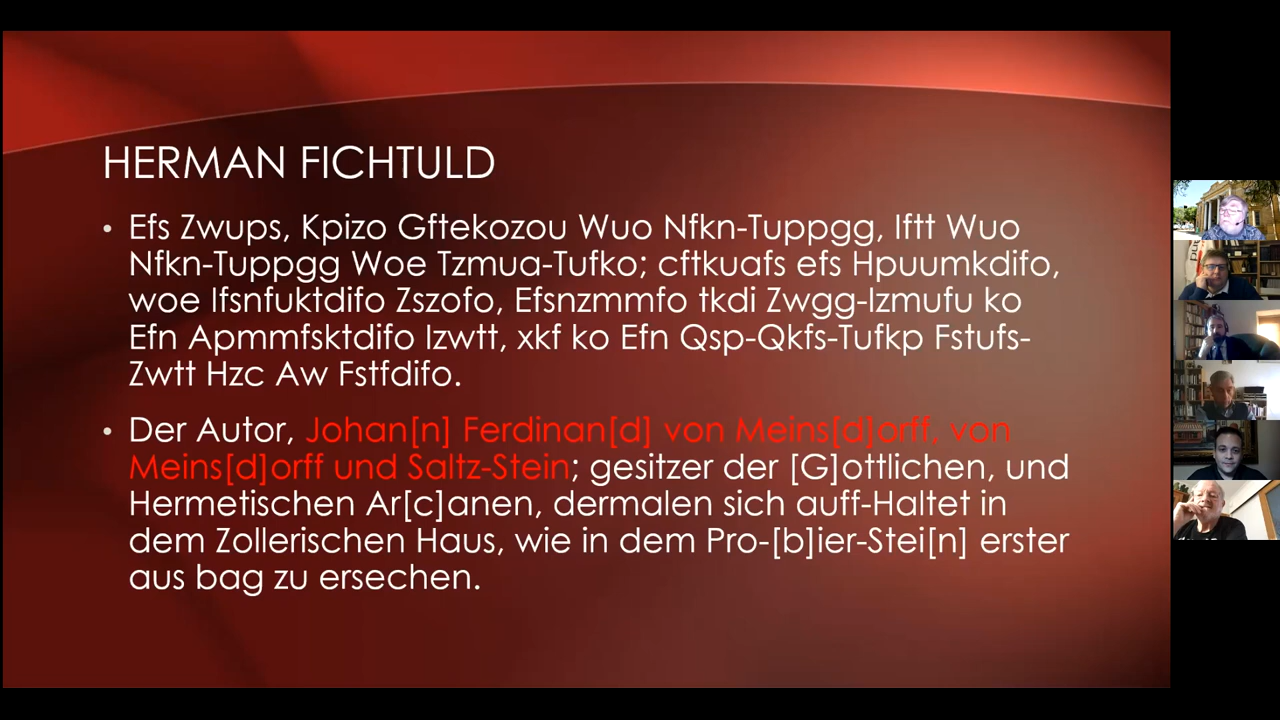 HERMAN FICHTULD
• Efs Zwups, Kpizo Gftekozou Wuo Nfkn-Tuppgg, Iftt Wuo
Nfkn-Tuppgg Woe Tzmua-Tufko; cftkuafs efs Hpuumkdifo,
woe Ifsnfuktdifo Zszofo, Efsnzmmfo tkdi Zwgg-Izmufu ko
Efn Apmmfsktdifo Izwtt, xkf ko Efn Qsp-Qkfs-Tufkp Fstufs-
Zwtt Hzc Aw Fstfdifo.
• Der Autor, Johan[n] Ferdinan[d] von Meins[d]orff, von
Meins[d]orff und Saltz-Stein; gesitzer der [G]ottlichen, und
Hermetischen Ar[c]anen, dermalen sich auff-Haltet in
dem Zollerischen Haus, wie in dem Pro-[b]ier-Stei[n] erster
aus bag zu ersechen.